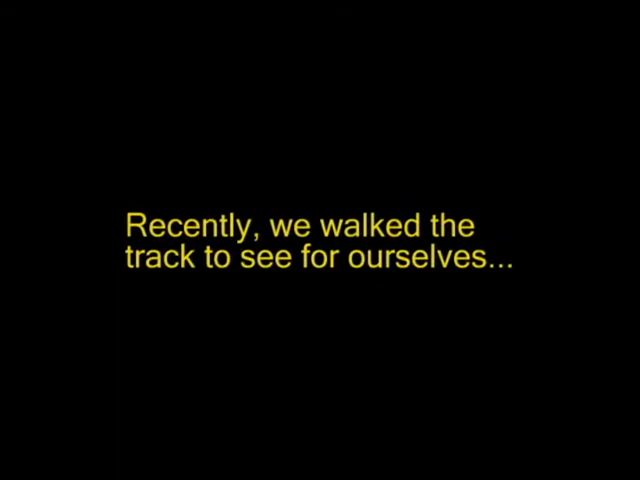 Recently, we walked the
track to see for ourselves...